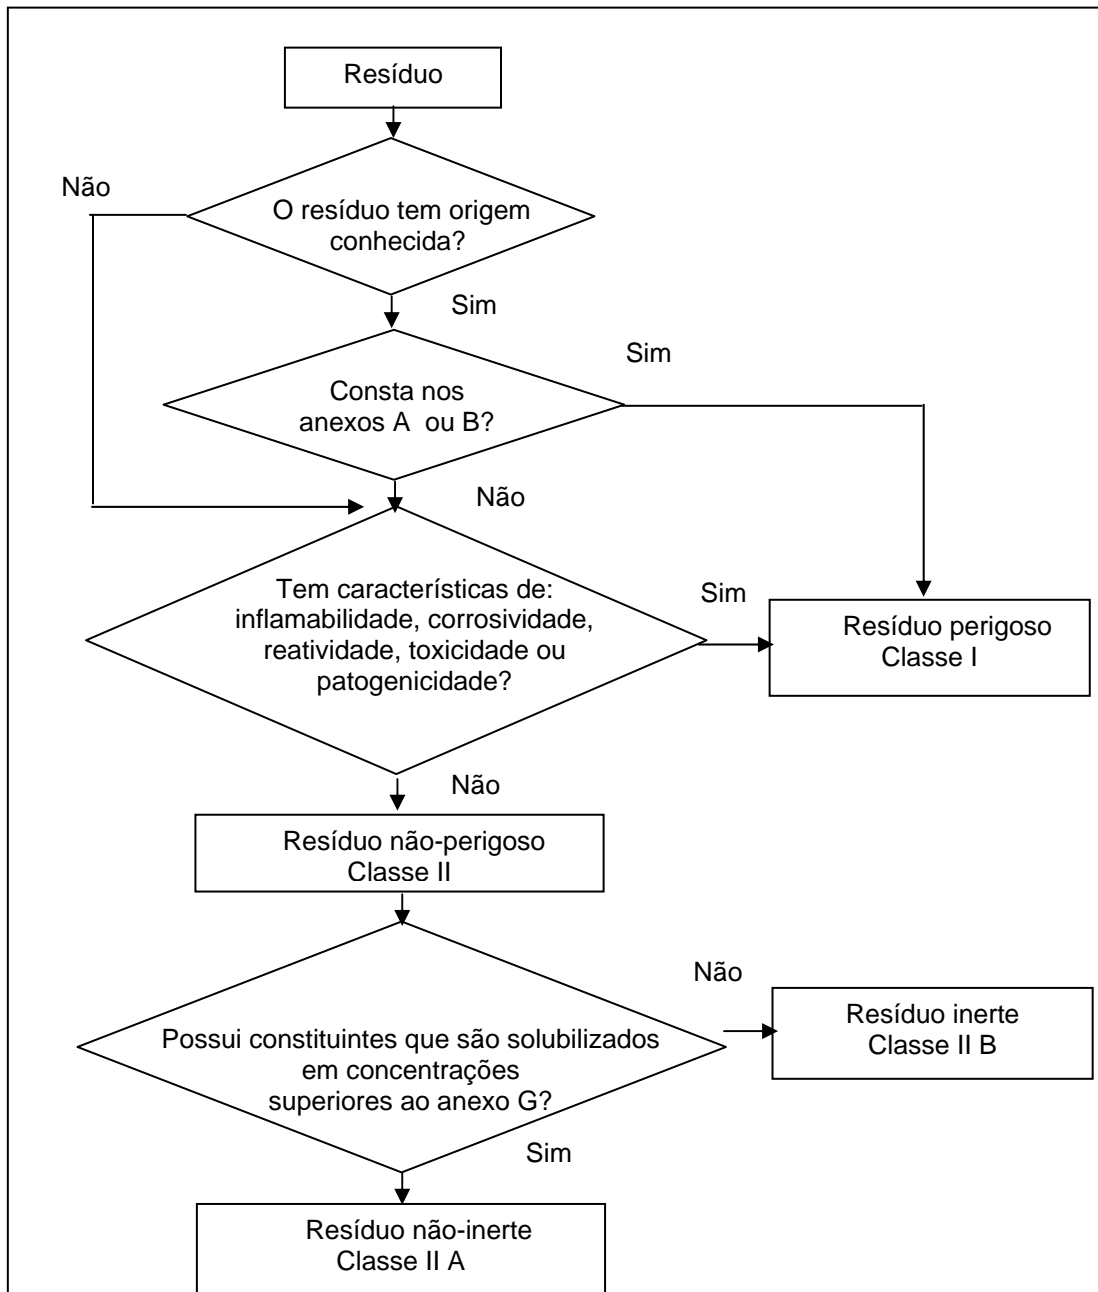 Resíduo
Não
O resíduo tem origem
conhecida?
Sim
Sim
Consta nos
anexos A ou B?
Não
Tem características de:
inflamabilidade, corrosividade,
reatividade, toxicidade ou
patogenicidade?
Sim
Resíduo perigoso
Classe I
Não
Resíduo não-perigoso
Classe II
Não
Possui constituintes que são solubilizados
em concentrações
superiores ao anexo G?
Resíduo inerte
Classe II B
Sim
Resíduo não-inerte
Classe II A